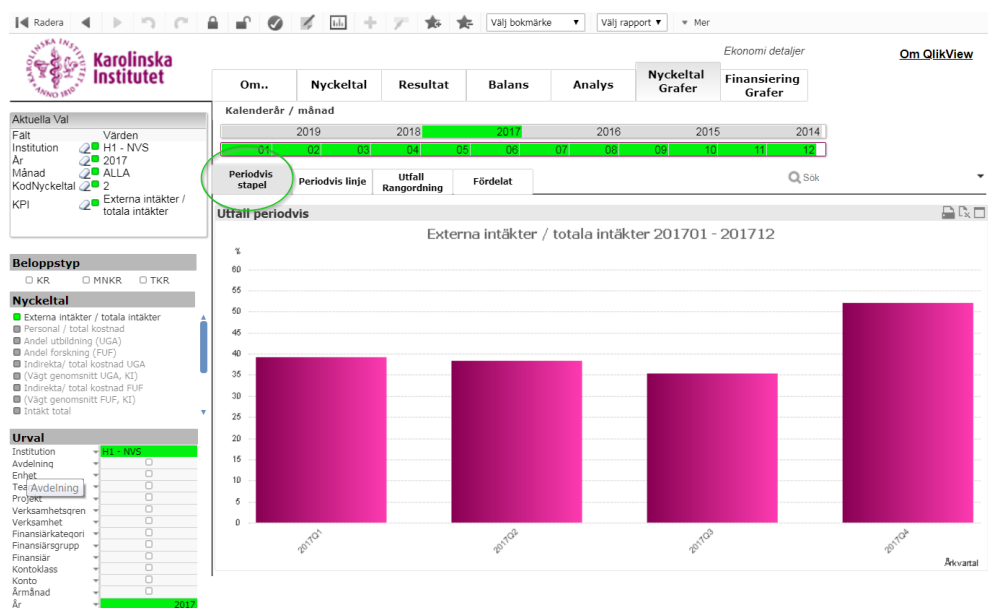 Radera
Välj bokmärke
Välj rapport
Mer
KAROLINSKA INSTITUTET
ANNO 1810
Karolinska
Institutet
Ekonomi detaljer
Om QlikView
Om..
Nyckeltal
Resultat
Balans
Analys
Nyckeltal
Grafer
Finansiering
Grafer
Kalenderår / månad
2019 2018 2017 2016 2015 2014
01 02 03 04 05 06 07 08 09 10 11 12
Aktuella Val
Fält Värden
Institution H1 - NVS
År 2017
Månad ALLA
KodNyckeltal 2
KPI Externa intäkter /
totala intäkter
Periodvis
stapel
Periodvis linje
Utfall
Rangordning
Fördelat
Sök
Utfall periodvis
Externa intäkter / totala intäkter 201701 - 201712
%
60
55
50
45
40
35
30
25
20
15
10
5
0
2017Q1 2017Q2 2017Q3 2017Q4
Årkvartal
Beloppstyp
KR MNKR TKR
Nyckeltal
Externa intäkter / totala intäkter
Personal / total kostnad
Andel utbildning (UGA)
Andel forskning (FUF)
Indirekta/ total kostnad UGA
(Vägt genomsnitt UGA, KI)
Indirekta/ total kostnad FUF
(Vägt genomsnitt FUF, KI)
Intäkt total
Urval
Institution H1 - NVS
Avdelning
Enhet
Avdelning
Projekt
Verksamhetsgren
Verksamhet
Finansiärkategori
Finansiärsgrupp
Finansiär
Kontoklass
Konto
Årmånad
År 2017